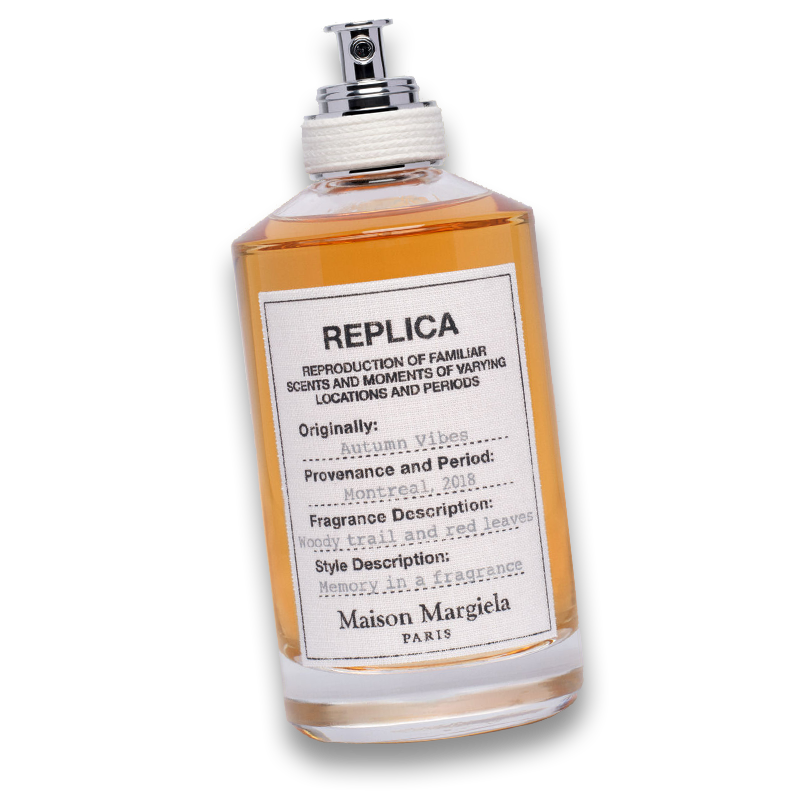 REPLICA
REPRODUCTION OF FAMILIAR
SCENTS AND MOMENTS OF VARYING
LOCATIONS AND PERIODS
Originally:
Autumn Vibes
Provenance and Period:
Montreal, 2018
Fragrance Description:
Woody trail and red leaves
Style Description:
Memory in a fragrance
Maison Margiela
PARIS